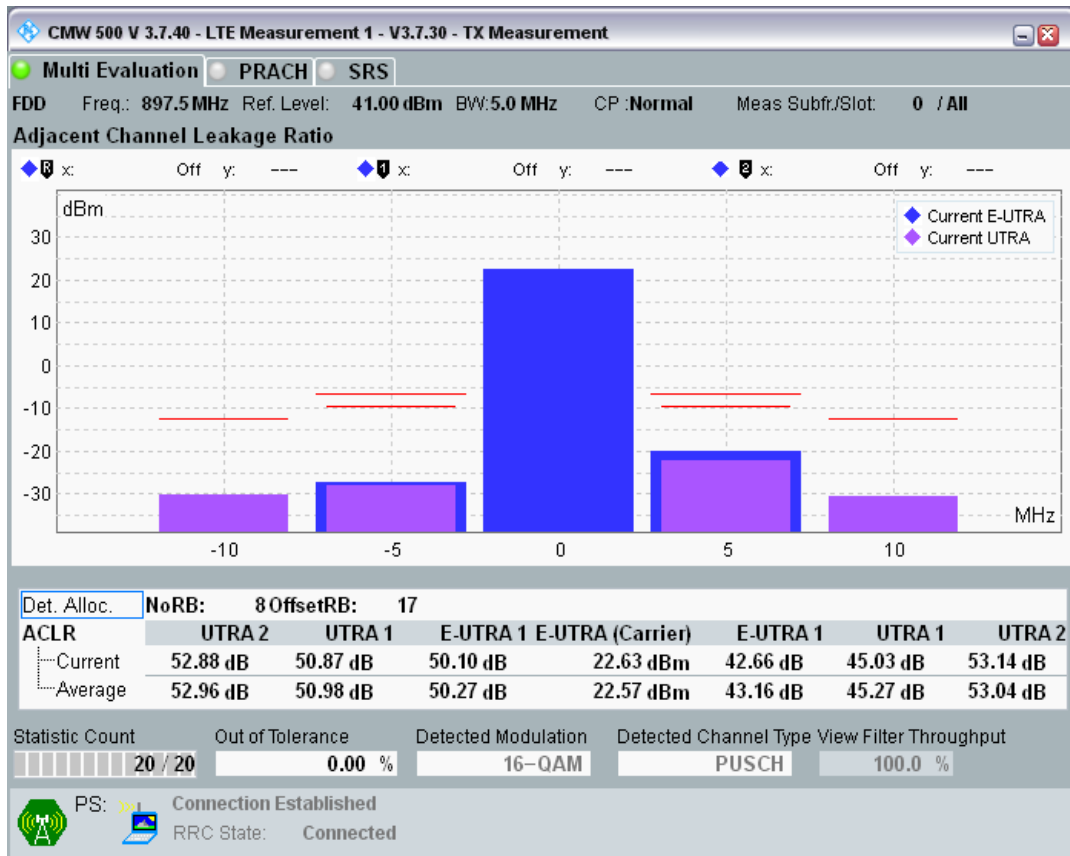 CMW 500 V 3.7.40 - LTE Measurement 1 - V3.7.30 - TX Measurement
Multi Evaluation PRACH SRS
FDD Freq.: 897.5 MHz Ref. Level: 41.00 dBm BW:5.0 MHz CP :Normal Meas Subfr./Slot: 0 / All
Adjacent Channel Leakage Ratio
R x: Off y: --- 1 x: Off y: --- 2 x: Off y: ---
dBm
Current E-UTRA
Current UTRA
30
20
10
0
-10
-20
-30
MHz
-10 -5 0 5 10
Det. Alloc. NoRB: 8 OffsetRB: 17
ACLR UTRA 2 UTRA 1 E-UTRA 1 E-UTRA (Carrier) E-UTRA 1 UTRA 1 UTRA 2
Current 52.88 dB 50.87 dB 50.10 dB 22.63 dBm 42.66 dB 45.03 dB 53.14 dB
Average 52.96 dB 50.98 dB 50.27 dB 22.57 dBm 43.16 dB 45.27 dB 53.04 dB
Statistic Count Out of Tolerance Detected Modulation Detected Channel Type View Filter Throughput
20 / 20 0.00 % 16-QAM PUSCH 100.0 %
PS: Connection Established
RRC State: Connected